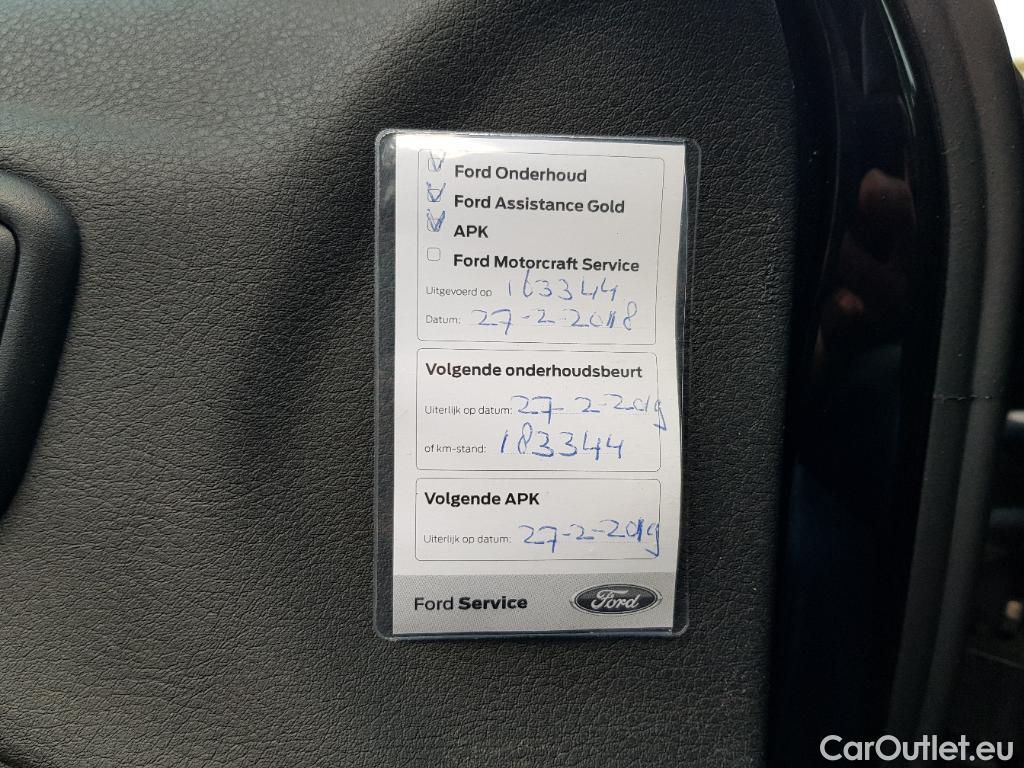 Ford Onderhoud
Ford Assistance Gold
APK
Ford Motorcraft Service
Uitgevoerd op 163344
Datum: 27-2-2018
Volgende onderhoudsbeurt
Uiterlijk op datum: 27-2-2019
of km-stand: 183344
Volgende APK
Uiterlijk op datum: 27-2-2019
Ford Service Ford
CarOutlet.eu